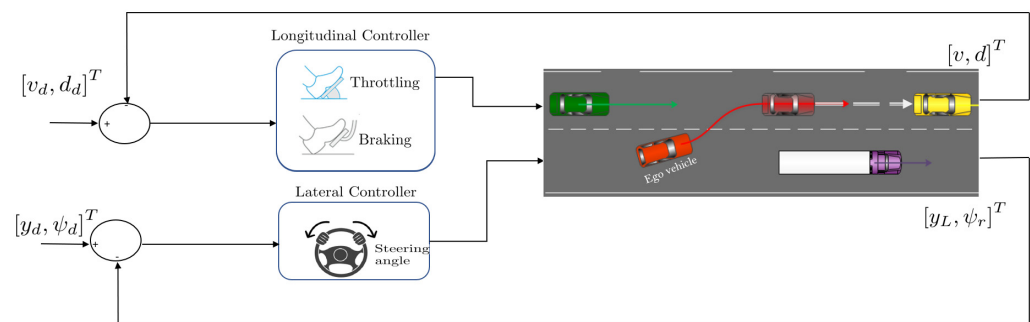 Longitudinal Controller
[v_d, d_d]^T
+
-
Throttling
Braking
[v, d]^T
Ego vehicle
Lateral Controller
[y_d, ψ_d]^T
+
-
Steering
angle
[y_L, ψ_r]^T